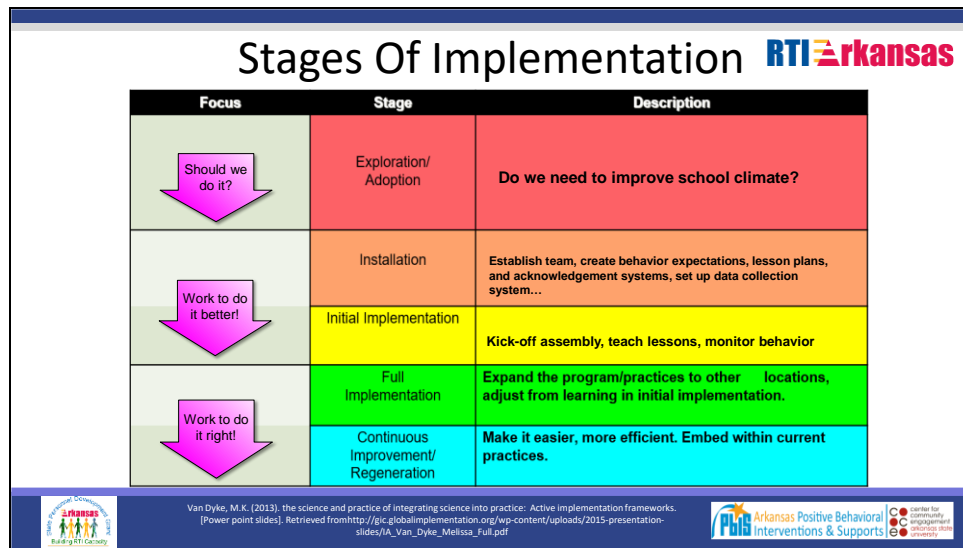 Stages Of Implementation
RTI Arkansas
Focus
Stage
Description
Should we
do it?
Exploration/
Adoption
Do we need to improve school climate?
Work to do
it better!
Installation
Establish team, create behavior expectations, lesson plans,
and acknowledgement systems, set up data collection
system…
Initial Implementation
Kick-off assembly, teach lessons, monitor behavior
Work to do
it right!
Full
Implementation
Expand the program/practices to other locations,
adjust from learning in initial implementation.
Continuous
Improvement/
Regeneration
Make it easier, more efficient. Embed within current
practices.
State Personnel Development Grant
Arkansas
Building RTI Capacity
Van Dyke, M.K. (2013). the science and practice of integrating science into practice: Active implementation frameworks.
[Power point slides]. Retrieved fromhttp://gic.globalimplementation.org/wp-content/uploads/2015-presentation-
slides/IA_Van_Dyke_Melissa_Full.pdf
PBIS
Arkansas Positive Behavioral
Interventions & Supports
c c e
center for
community
engagement
arkansas state
university